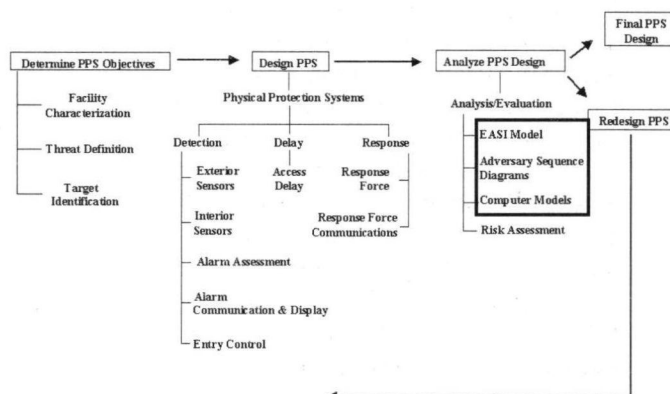 Final PPS
Design
Determine PPS Objectives
Design PPS
Analyze PPS Design
Facility
Characterization
Threat Definition
Target
Identification
Physical Protection Systems
Detection
Delay
Response
Exterior
Sensors
Interior
Sensors
Alarm Assessment
Alarm
Communication & Display
Entry Control
Access
Delay
Response
Force
Response Force
Communications
Analysis/Evaluation
EASI Model
Adversary Sequence
Diagrams
Computer Models
Risk Assessment
Redesign PPS